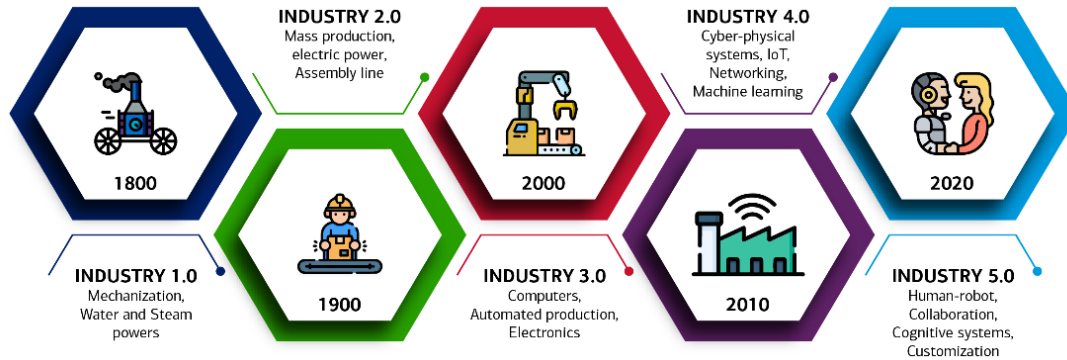 INDUSTRY 2.0
Mass production,
electric power,
Assembly line
INDUSTRY 4.0
Cyber-physical
systems, IoT,
Networking,
Machine learning
1800
2000
2020
INDUSTRY 1.0
Mechanization,
Water and Steam
powers
1900
INDUSTRY 3.0
Computers,
Automated production,
Electronics
2010
INDUSTRY 5.0
Human-robot,
Collaboration,
Cognitive systems,
Customization